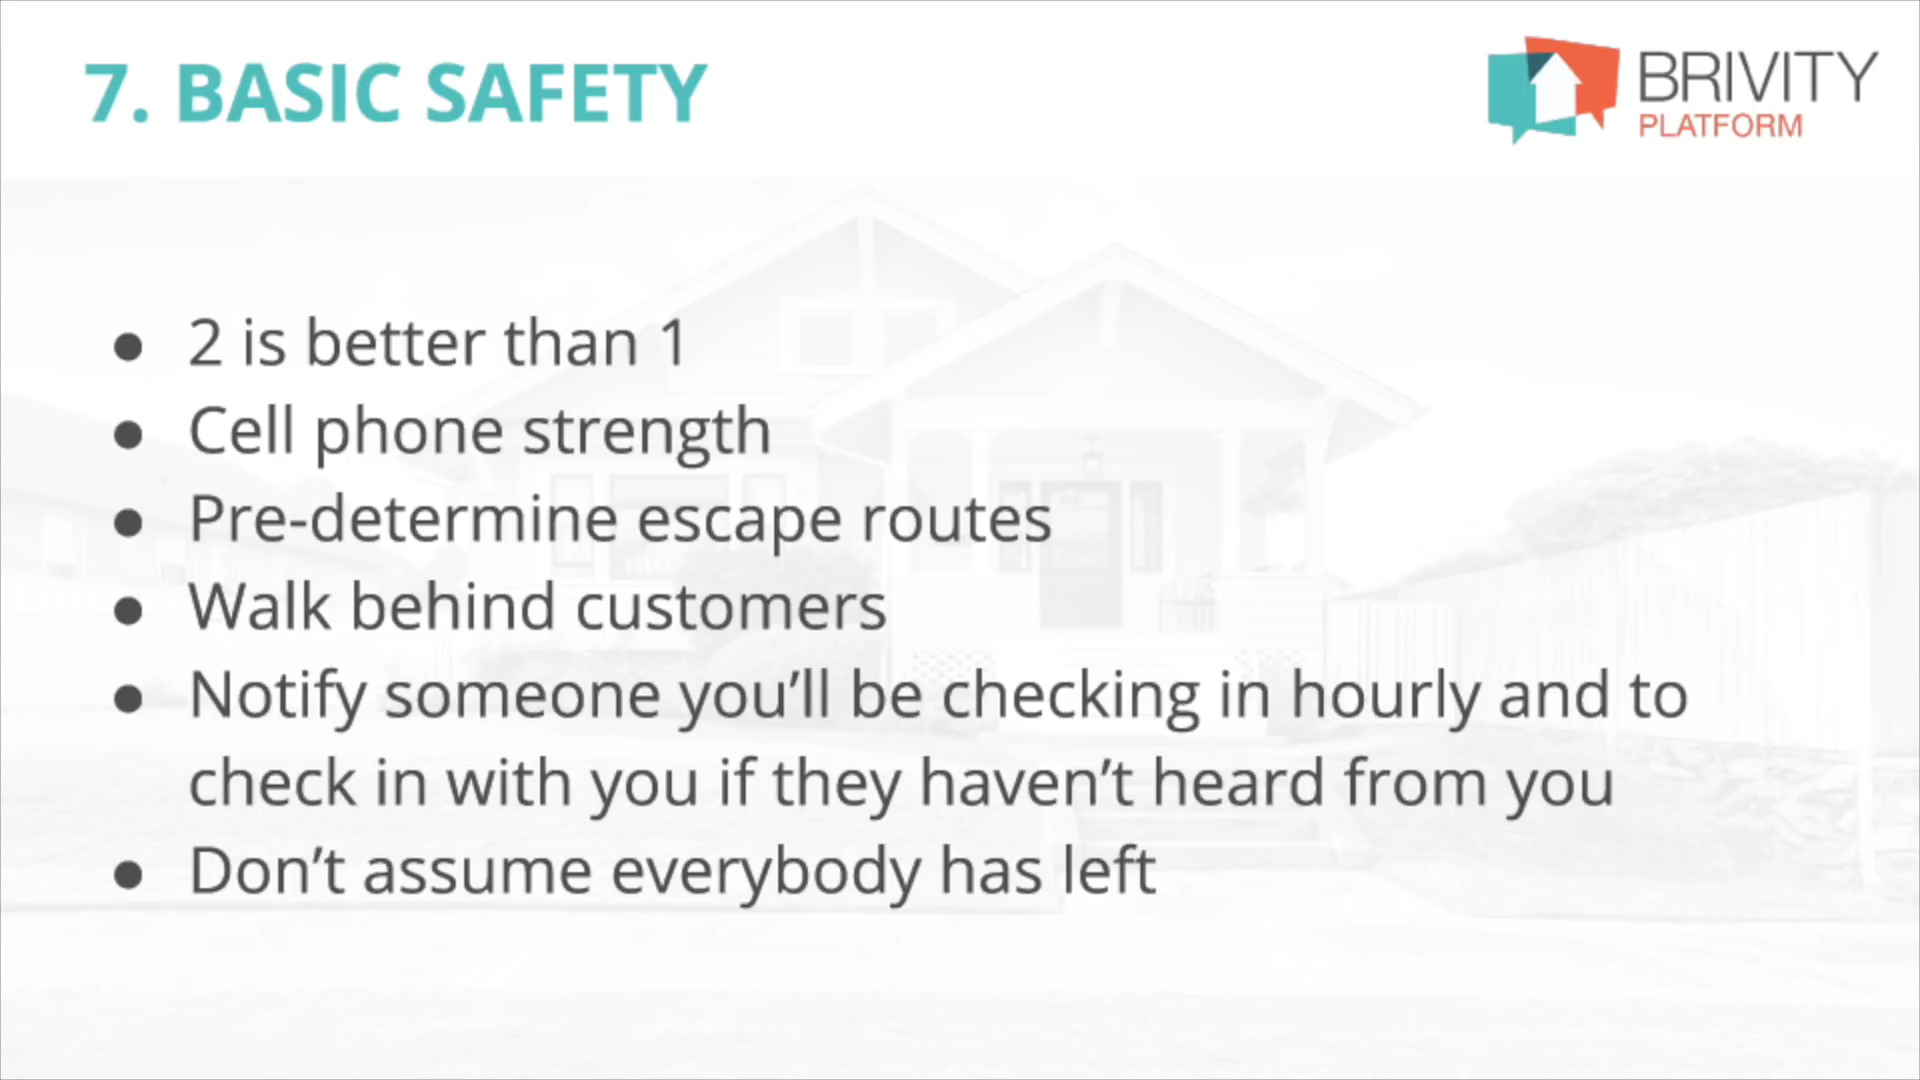 7. BASIC SAFETY
BRIVITY
PLATFORM
● 2 is better than 1
● Cell phone strength
● Pre-determine escape routes
● Walk behind customers
● Notify someone you’ll be checking in hourly and to
check in with you if they haven’t heard from you
● Don’t assume everybody has left